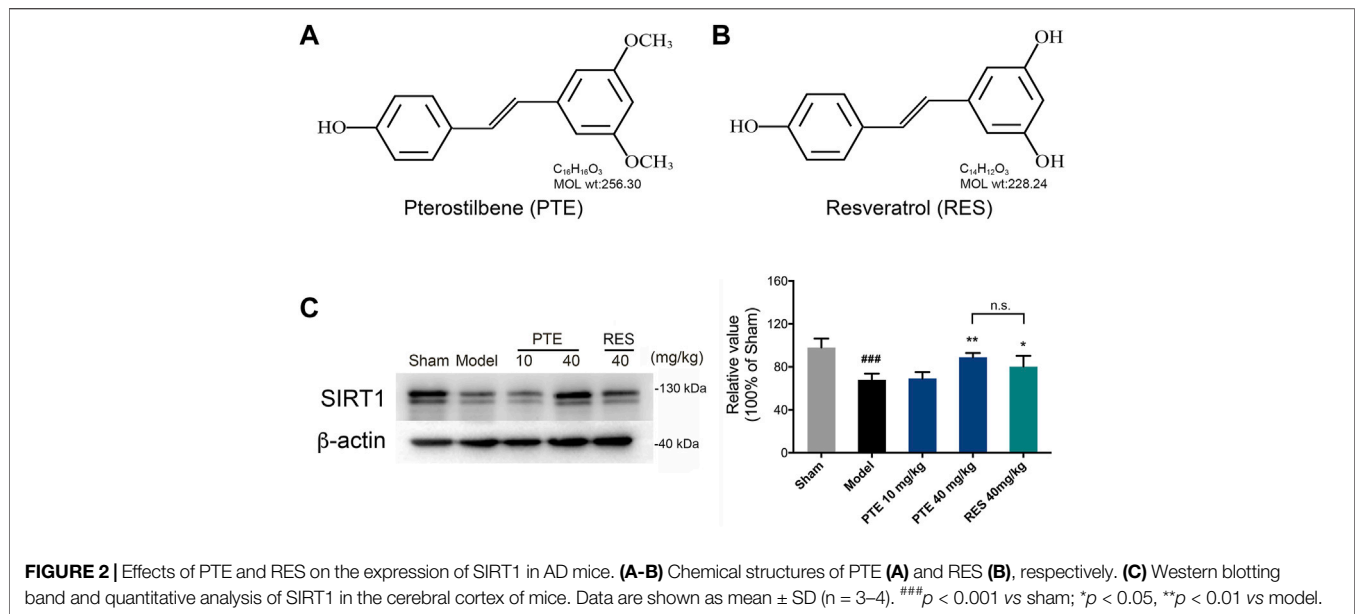 A
OCH₃
HO
OCH₃
C₁₆H₁₆O₃
MOL wt:256.30
Pterostilbene (PTE)
B
OH
HO
OH
C₁₄H₁₂O₃
MOL wt:228.24
Resveratrol (RES)
C
PTE RES
Sham Model 10 40 40 (mg/kg)
SIRT1
-130 kDa
β-actin
-40 kDa
Relative value
(100% of Sham)
160
120
80
40
0
###
**
n.s.
*
Sham
Model
PTE 10 mg/kg
PTE 40 mg/kg
RES 40mg/kg
FIGURE 2 | Effects of PTE and RES on the expression of SIRT1 in AD mice. (A-B) Chemical structures of PTE (A) and RES (B), respectively. (C) Western blotting
band and quantitative analysis of SIRT1 in the cerebral cortex of mice. Data are shown as mean ± SD (n = 3–4). ###p < 0.001 vs sham; *p < 0.05, **p < 0.01 vs model.